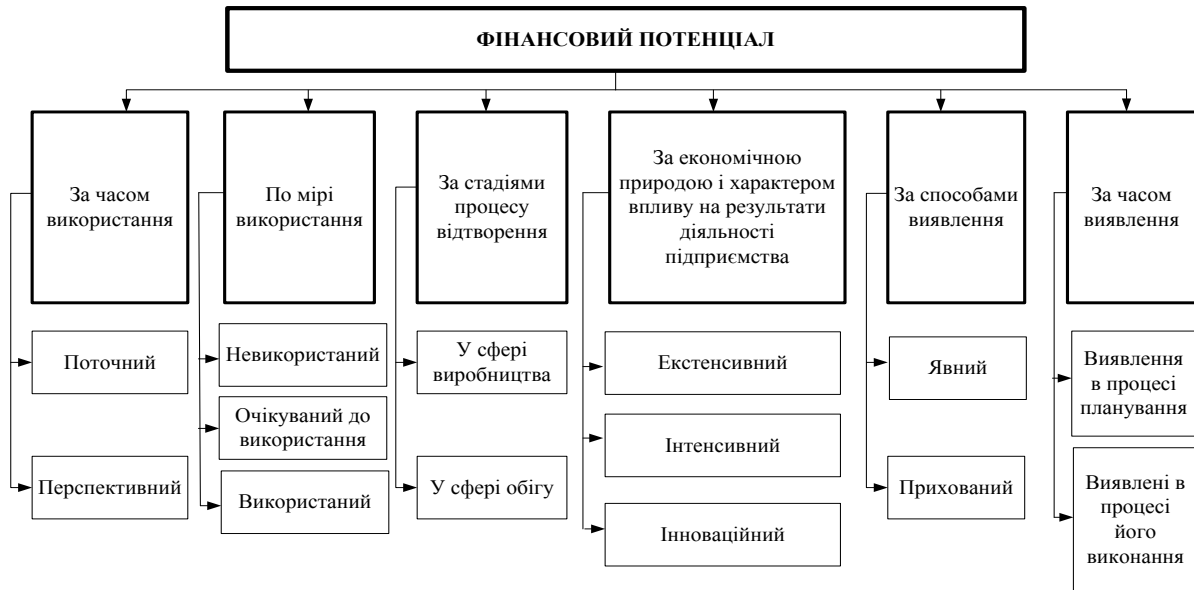 ФІНАНСОВИЙ ПОТЕНЦІАЛ
За часом
використання
По мірі
використання
За стадіями
процесу
відтворення
За економічною
природою і характером
впливу на результати
діяльності
підприємства
За способами
виявлення
За часом
виявлення
Поточний
Перспективний
Невикористаний
Очікуваний до
використання
Використаний
У сфері
виробництва
У сфері обігу
Екстенсивний
Інтенсивний
Інноваційний
Явний
Прихований
Виявлення
в процесі
планування
Виявлені в
процесі
його
виконання